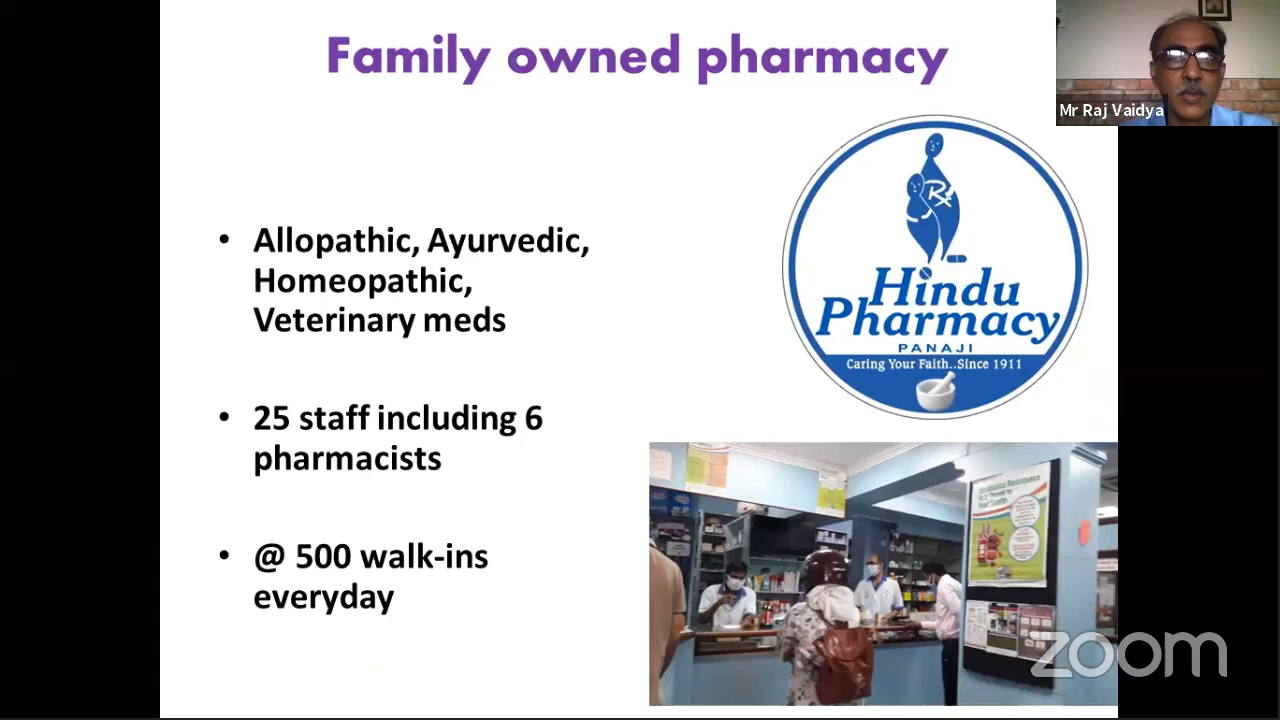 Family owned pharmacy
Mr Raj Vaidya
• Allopathic, Ayurvedic,
Homeopathic,
Veterinary meds
• 25 staff including 6
pharmacists
• @ 500 walk-ins
everyday
Rx
Hindu
Pharmacy
PANAJI
Caring Your Faith..Since 1911
zoom